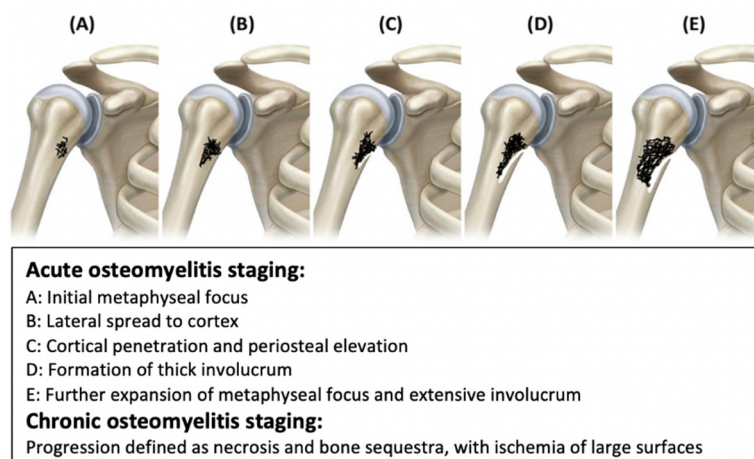 (A) (B) (C) (D) (E)
Acute osteomyelitis staging:
A: Initial metaphyseal focus
B: Lateral spread to cortex
C: Cortical penetration and periosteal elevation
D: Formation of thick involucrum
E: Further expansion of metaphyseal focus and extensive involucrum
Chronic osteomyelitis staging:
Progression defined as necrosis and bone sequestra, with ischemia of large surfaces